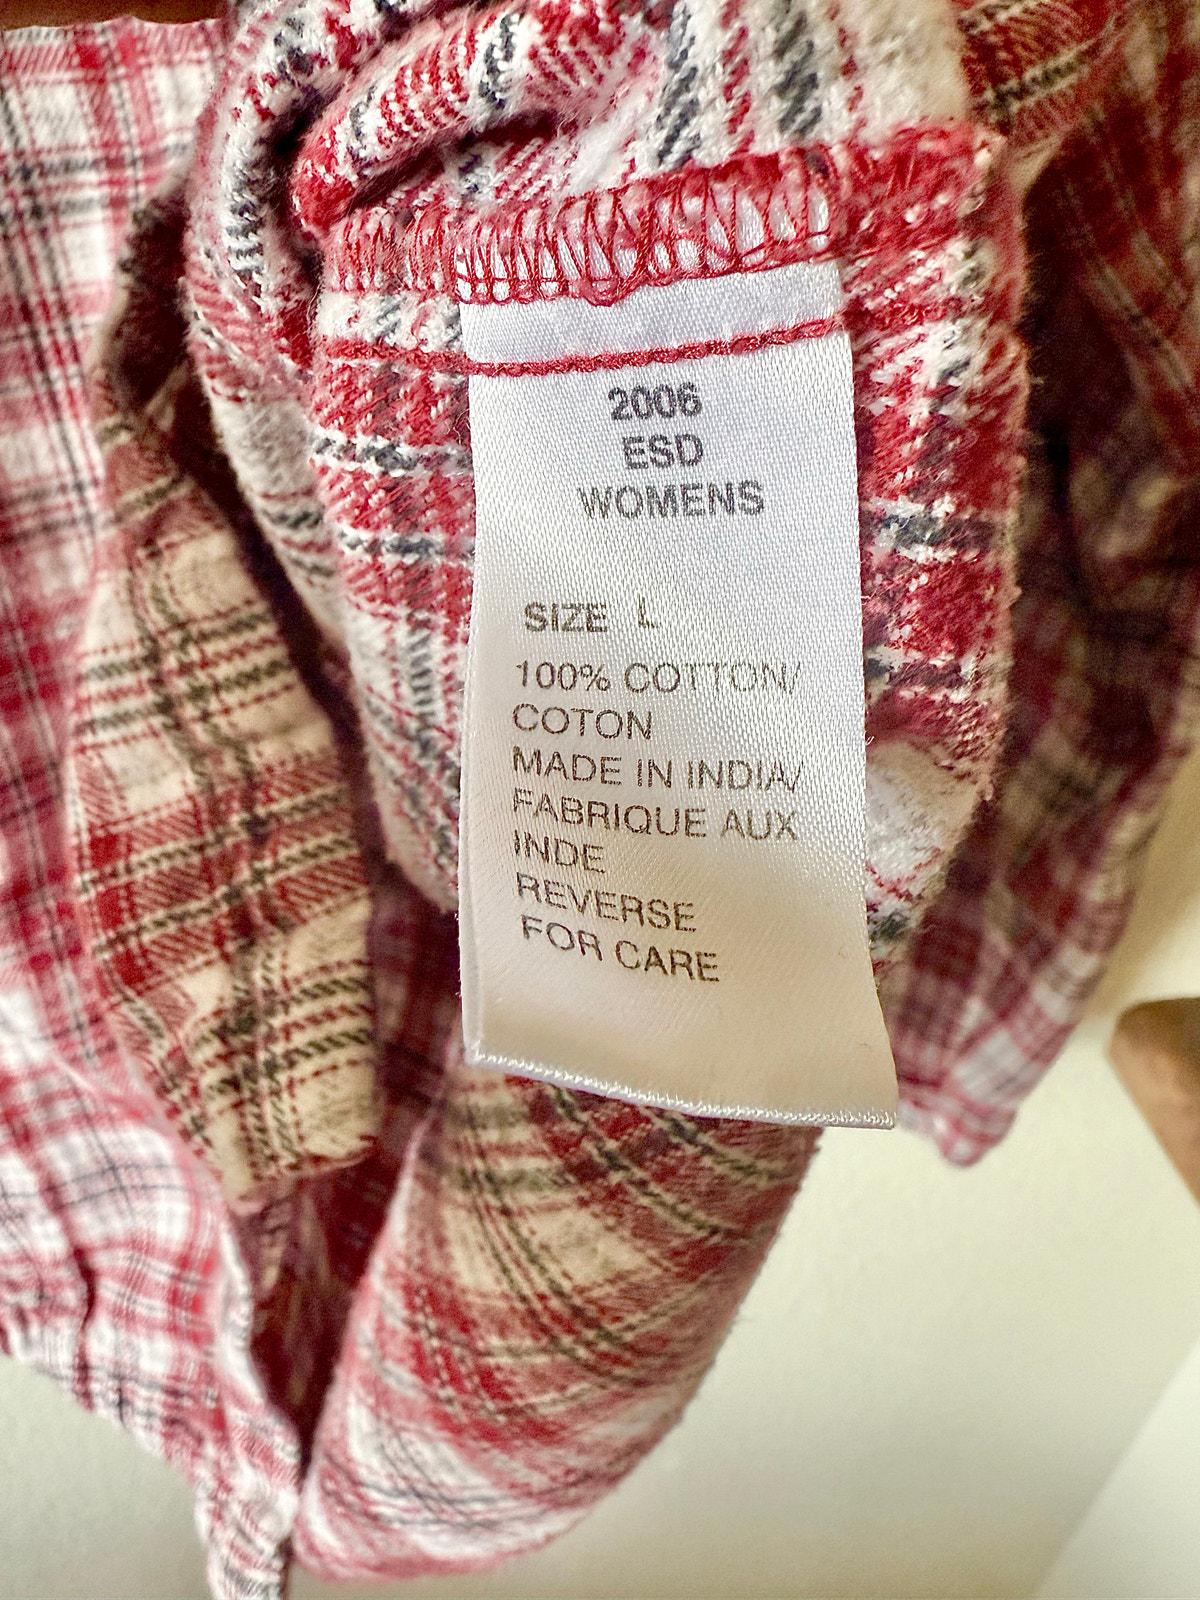 2006
ESD
WOMENS
SIZE L
100% COTTON/
COTON
MADE IN INDIA/
FABRIQUE AUX
INDE
REVERSE
FOR CARE